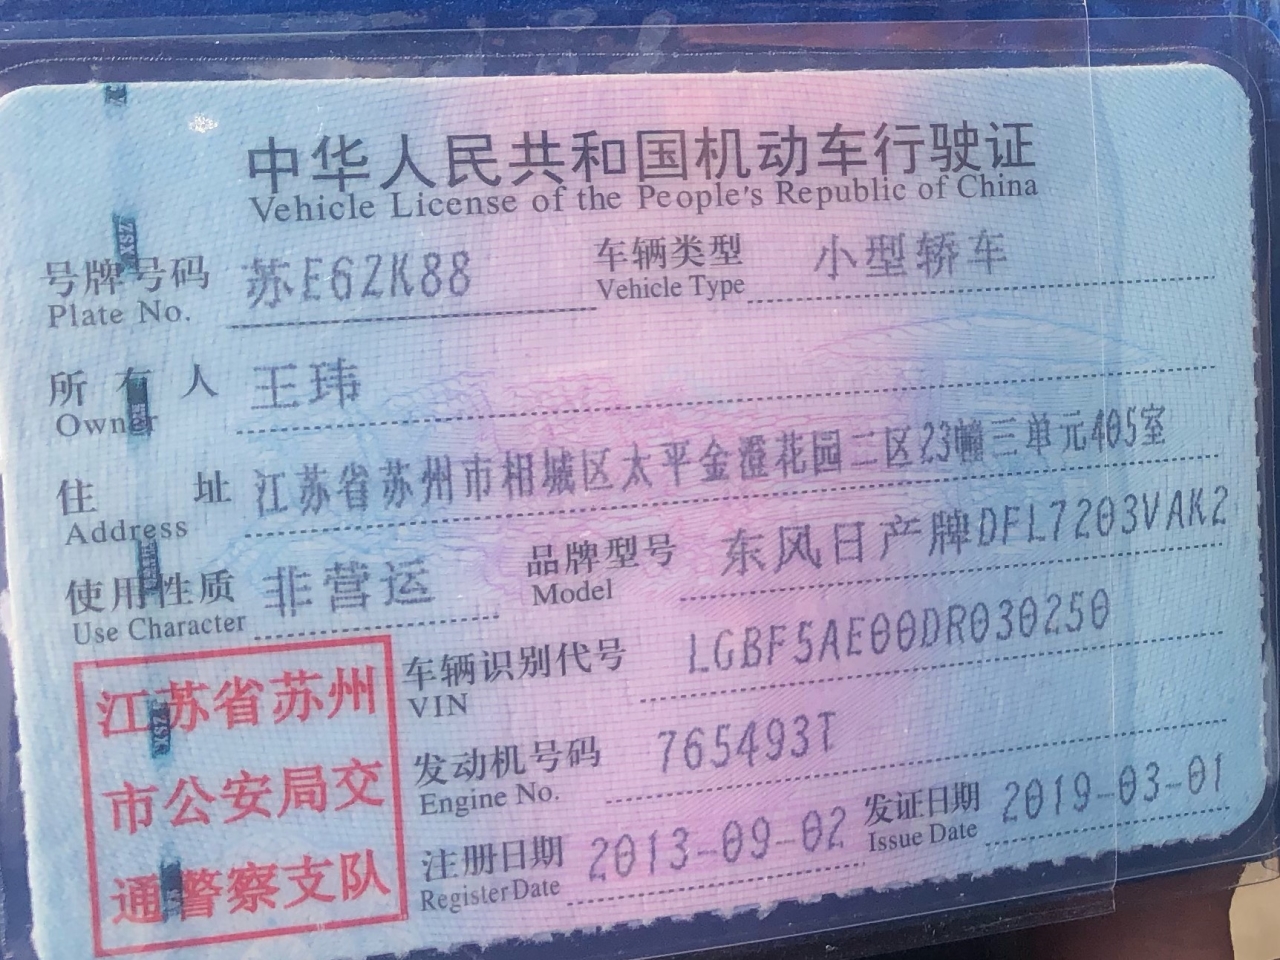 中华人民共和国机动车行驶证
Vehicle License of the People's Republic of China
号牌号码 苏E62K88 车辆类型 小型轿车
Plate No. Vehicle Type
所有人 王玮
Owner
住址 江苏省苏州市相城区太平金澄花园二区23幢三单元405室
Address
使用性质 非营运 品牌型号 东风日产牌DFL7203VAK2
Use Character Model
车辆识别代号 LGBF5AE00DR030250
VIN
发动机号码 765493T
Engine No.
注册日期 2013-09-02 发证日期 2019-03-01
Register Date Issue Date
江苏省苏州
市公安局交
通警察支队